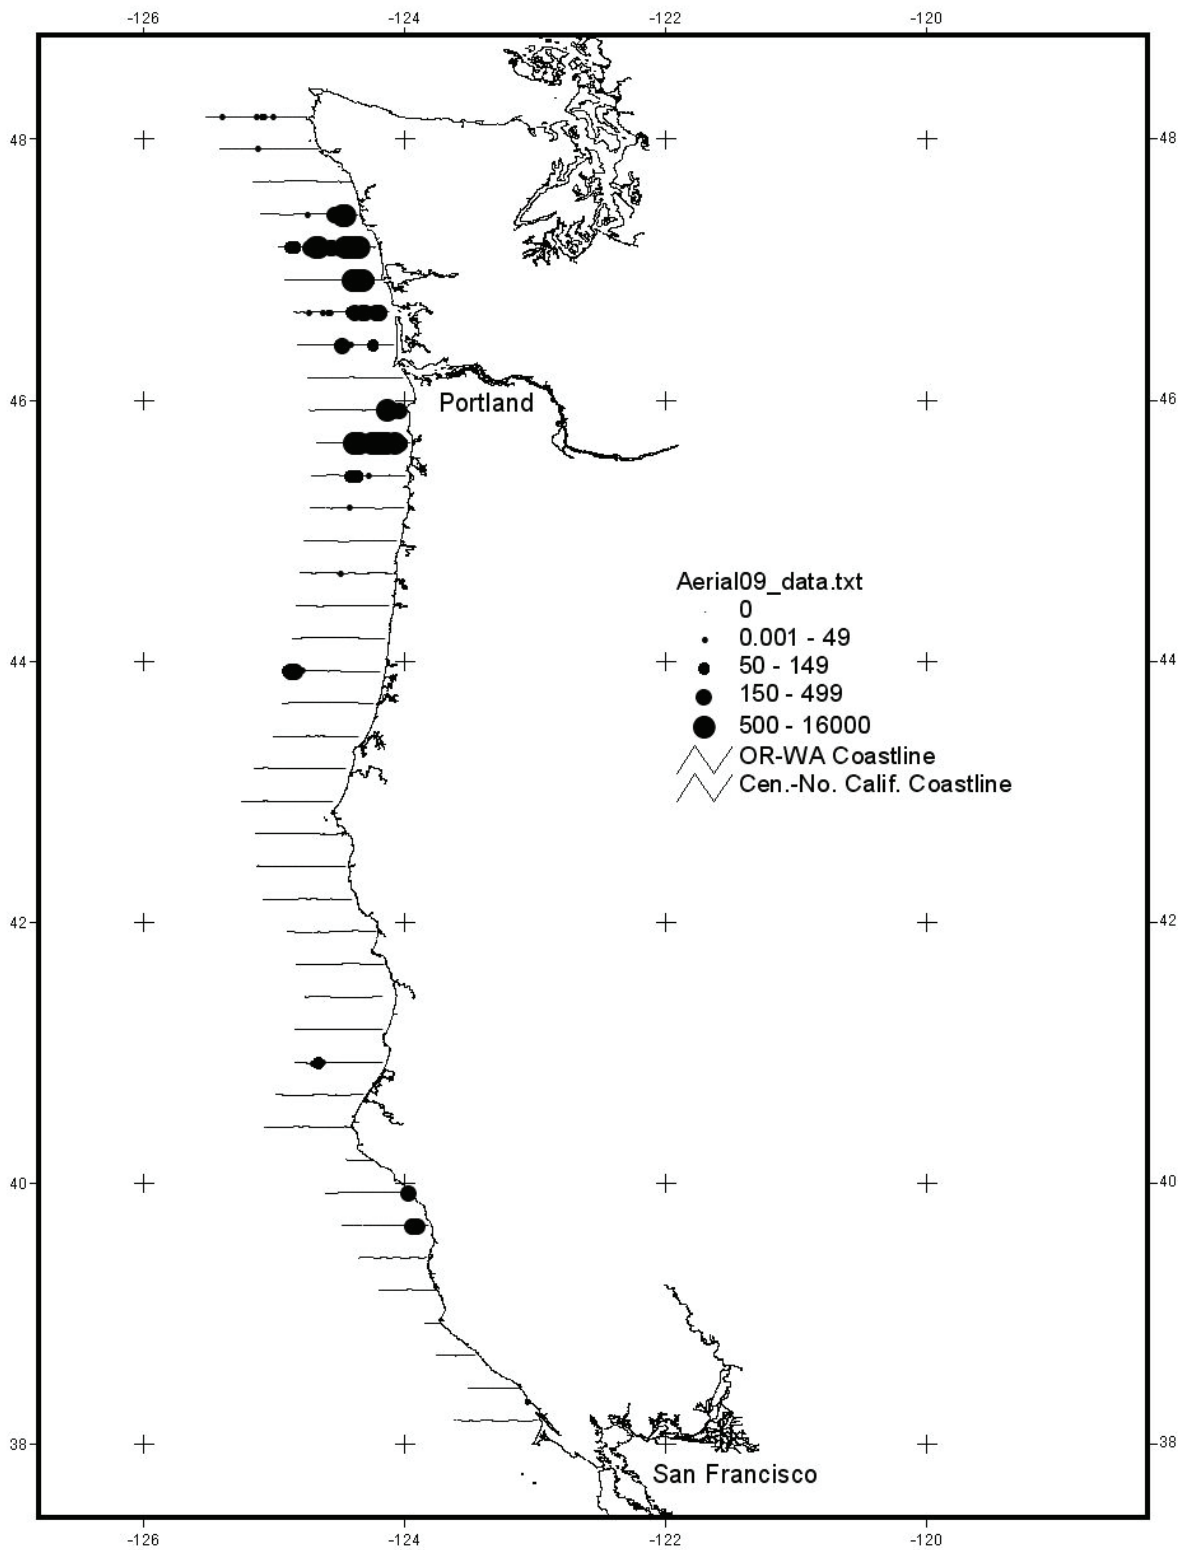 -126 -124 -122 -120
48 48
46 46
Portland
Aerial09_data.txt
0
0.001 - 49
50 - 149
150 - 499
500 - 16000
OR-WA Coastline
Cen.-No. Calif. Coastline
44 44
42 42
40 40
38 38
San Francisco
-126 -124 -122 -120